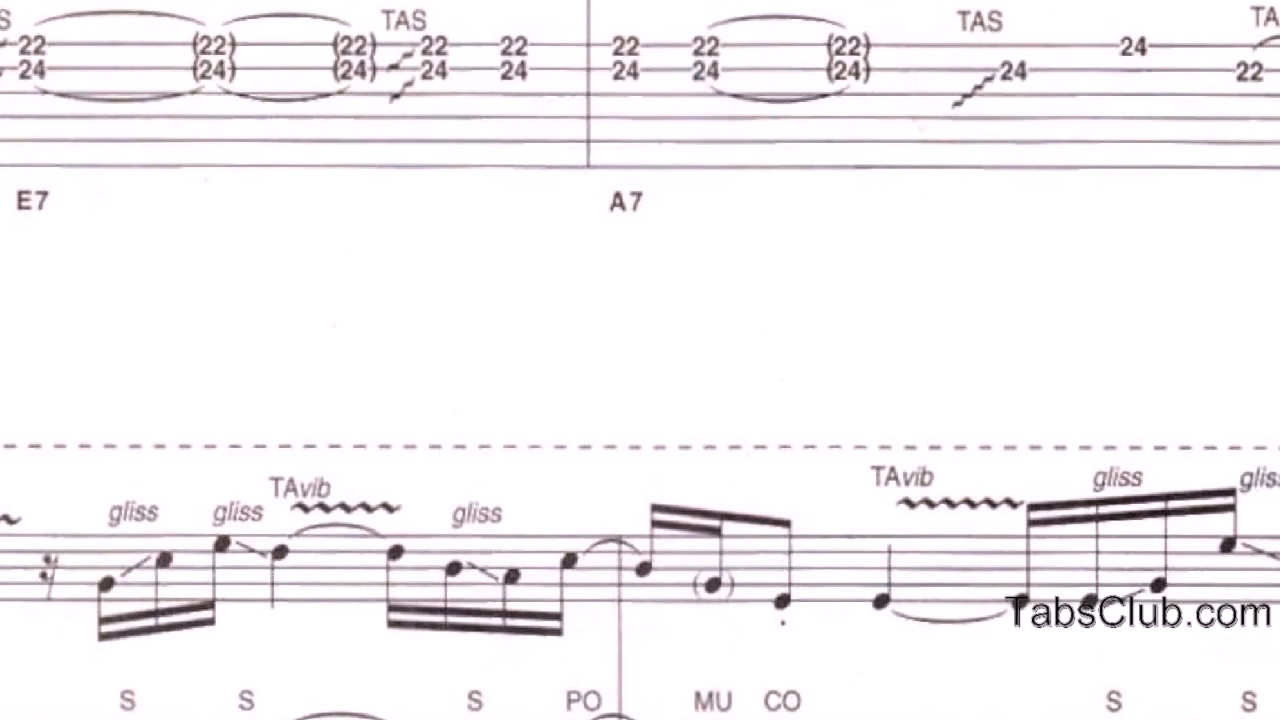 S TAS TAS TA
22 (22) (22) 22 22 22 22 (22) 24
24 (24) (24) 24 24 24 24 (24) 24 22
E7 A7
TAvib TAvib gliss glis
gliss gliss gliss
TabsClub.com
S S S PO MU CO S S